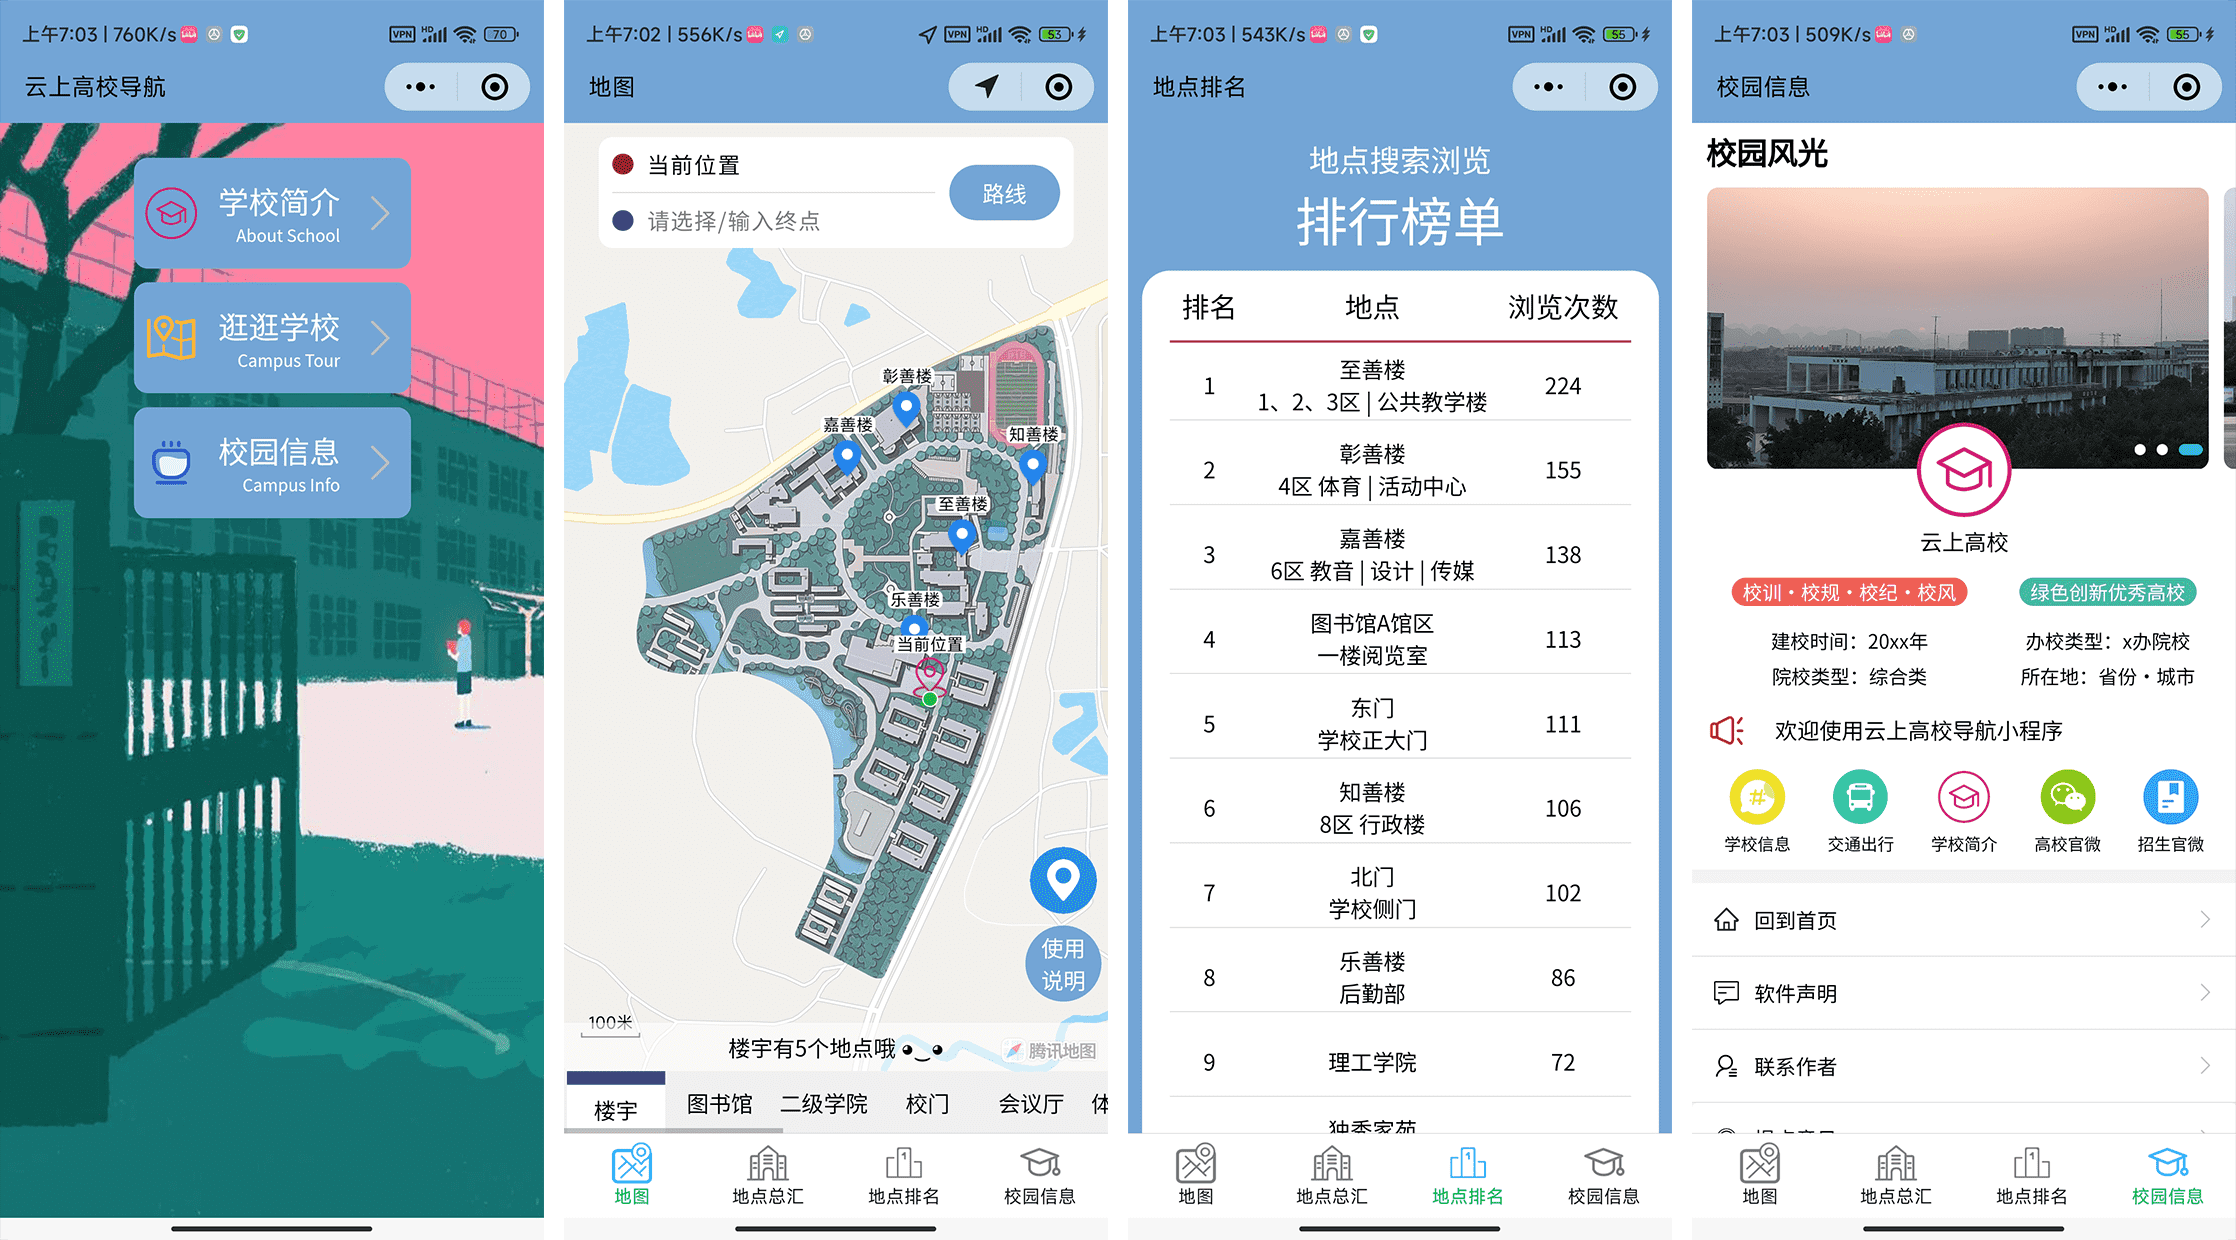 上午7:03 | 760K/s
VPN HD 70
云上高校导航
学校简介
About School
逛逛学校
Campus Tour
校园信息
Campus Info
上午7:02 | 556K/s
VPN HD 53
地图
当前位置
请选择/输入终点
路线
彰善楼
嘉善楼
知善楼
至善楼
乐善楼
当前位置
使用
说明
100米
楼宇有5个地点哦
腾讯地图
楼宇 图书馆 二级学院 校门 会议厅 体
地图 地点总汇 地点排名 校园信息
上午7:03 | 543K/s
VPN HD 55
地点排名
地点搜索浏览
排行榜单
排名 地点 浏览次数
1 至善楼 224
1、2、3区 | 公共教学楼
2 彰善楼 155
4区 体育 | 活动中心
3 嘉善楼 138
6区 教音 | 设计 | 传媒
4 图书馆A馆区 113
一楼阅览室
5 东门 111
学校正大门
6 知善楼 106
8区 行政楼
7 北门 102
学校侧门
8 乐善楼 86
后勤部
9 理工学院 72
独秀家苑
地图 地点总汇 地点排名 校园信息
上午7:03 | 509K/s
VPN HD 55
校园信息
校园风光
云上高校
校训·校规·校纪·校风 绿色创新优秀高校
建校时间：20xx年 办校类型：x办院校
院校类型：综合类 所在地：省份·城市
欢迎使用云上高校导航小程序
学校信息 交通出行 学校简介 高校官微 招生官微
回到首页
软件声明
联系作者
地图 地点总汇 地点排名 校园信息